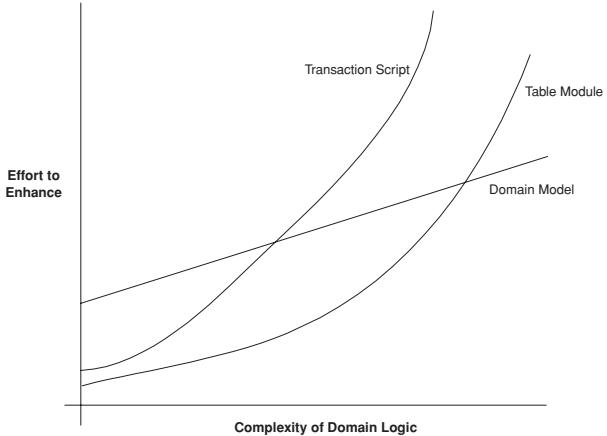 Transaction Script
Table Module
Effort to
Enhance
Domain Model
Complexity of Domain Logic